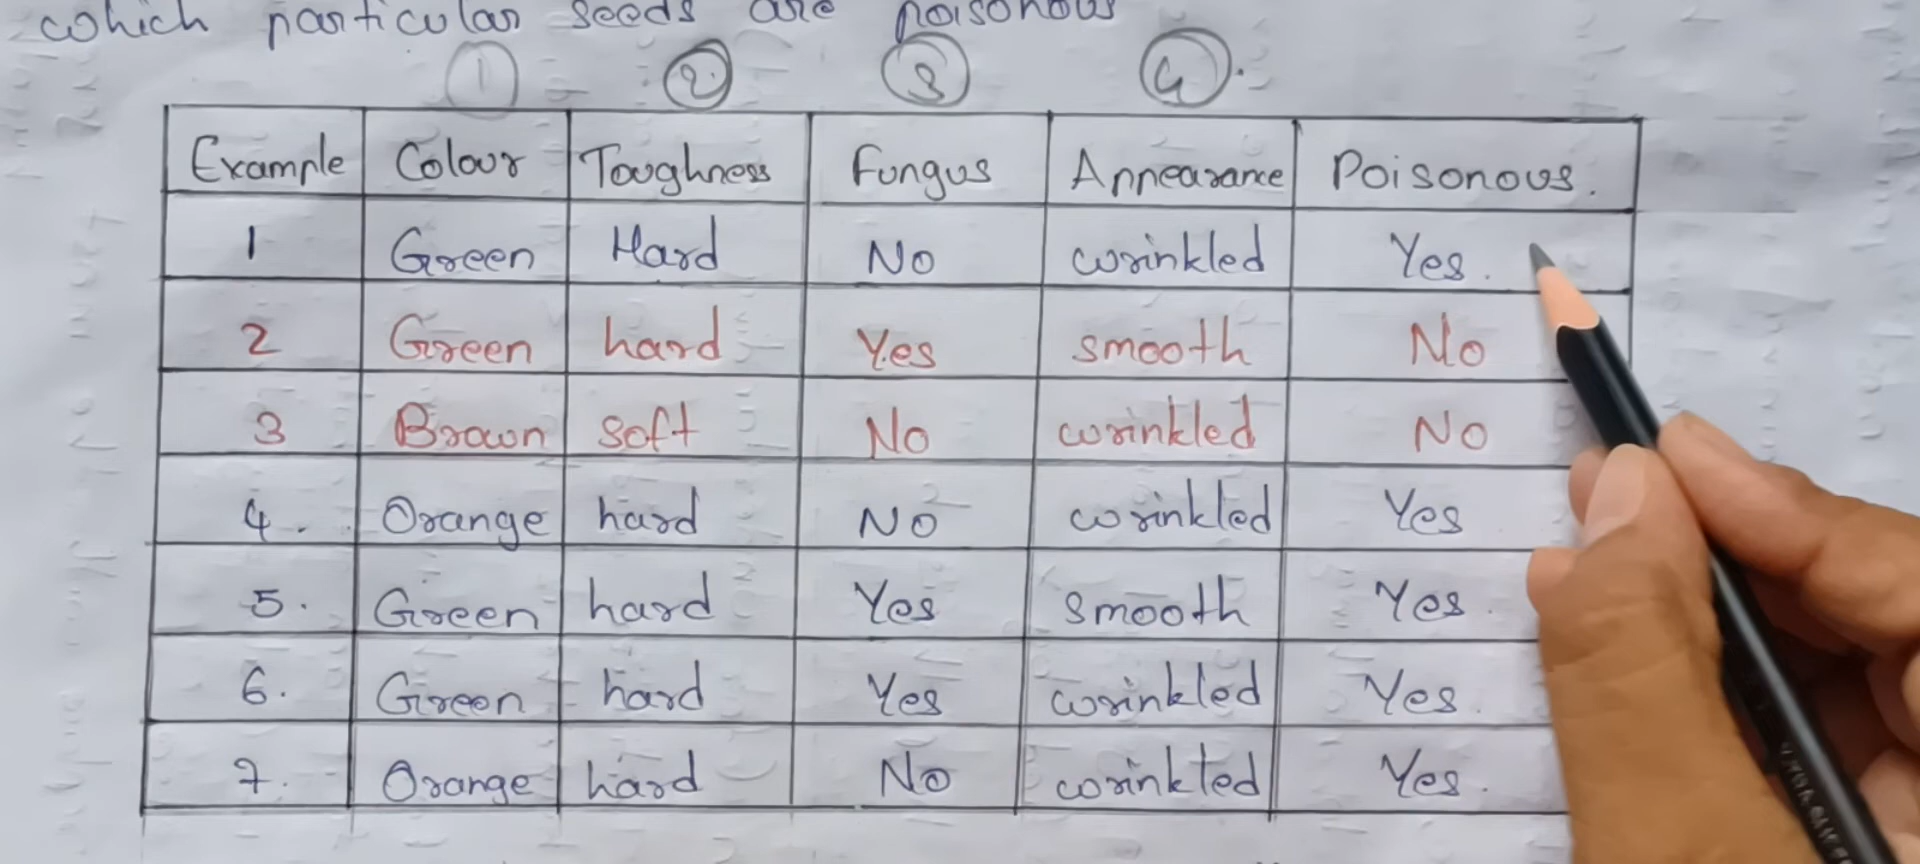 which particular seeds are poisonous
1 2 3 4.
Example Colour Toughness Fungus Appearance Poisonous.
1 Green Hard No wrinkled Yes.
2 Green hard Yes smooth No
3 Brown soft No wrinkled No
4. Orange hard No wrinkled Yes
5. Green hard Yes smooth Yes.
6. Green hard Yes wrinkled Yes.
7. Orange hard No wrinkled Yes.